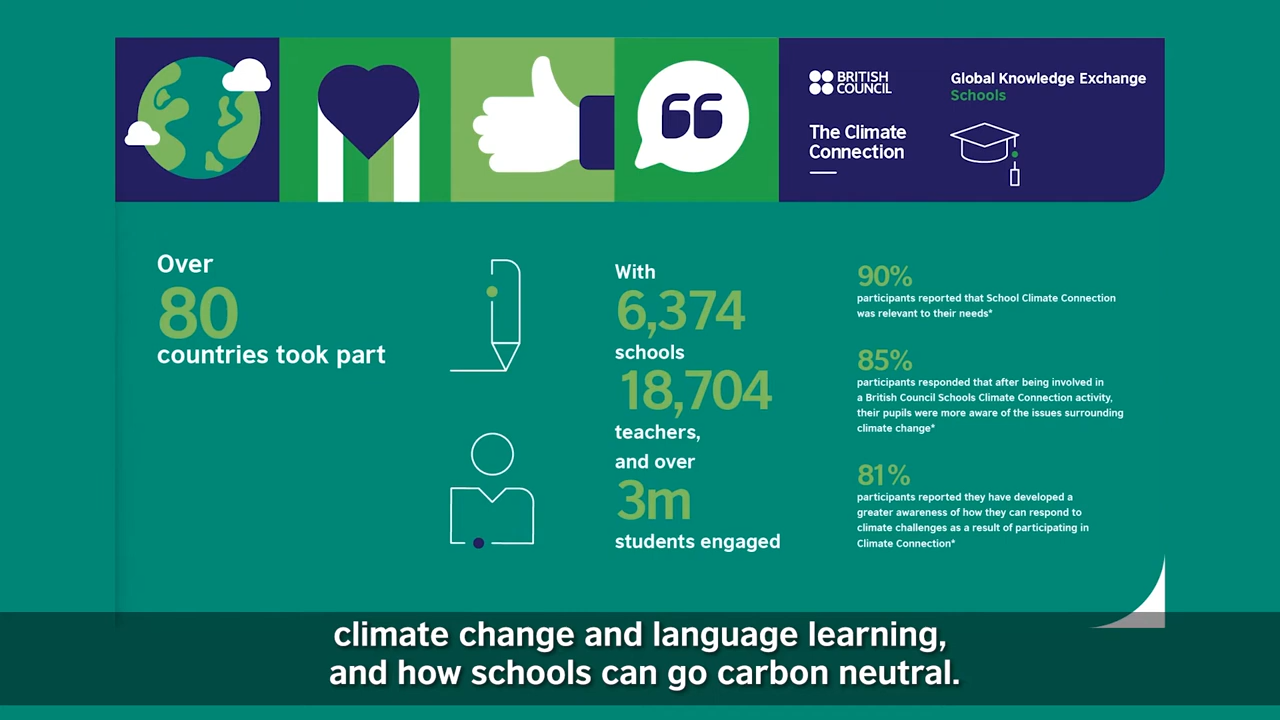 BRITISH
COUNCIL
Global Knowledge Exchange
Schools
The Climate
Connection
Over
80
countries took part
With
6,374
schools
18,704
teachers,
and over
3m
students engaged
90%
participants reported that School Climate Connection
was relevant to their needs*
85%
participants responded that after being involved in
a British Council Schools Climate Connection activity,
their pupils were more aware of the issues surrounding
climate change*
81%
participants reported they have developed a
greater awareness of how they can respond to
climate challenges as a result of participating in
Climate Connection*
climate change and language learning,
and how schools can go carbon neutral.